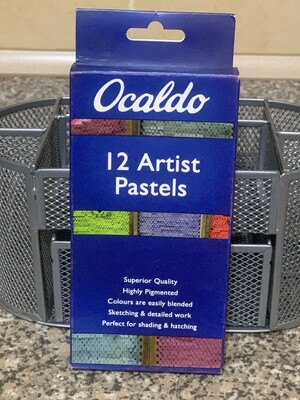 Ocaldo
12 Artist
Pastels
Superior Quality
Highly Pigmented
Colours are easily blended
Sketching & detailed work
Perfect for shading & hatching